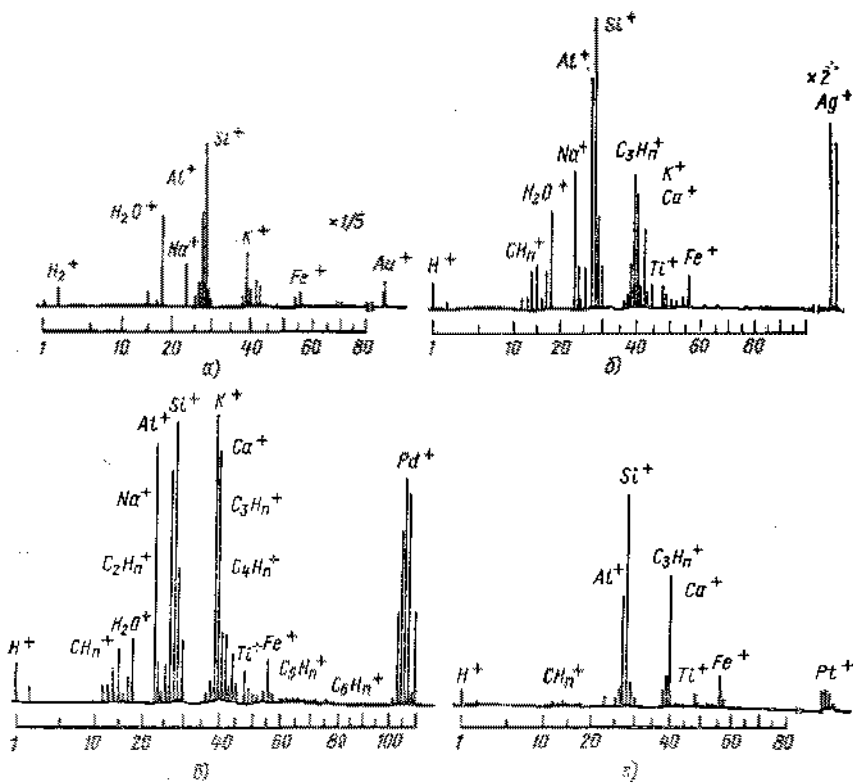 Si⁺
Al⁺
H₂O⁺
×1/5
Na⁺
K⁺
H₂⁺
Fe⁺
Au⁺
1 10 20 40 60 80
а)
Si⁺
Al⁺
×2
Ag⁺
Na⁺
C₃Hₙ⁺
K⁺
H₂O⁺
Ca⁺
CHₙ⁺
H⁺
Ti⁺ Fe⁺
1 10 20 40 60 80
б)
K⁺
Si⁺
Al⁺
Ca⁺
Pd⁺
Na⁺
C₃Hₙ⁺
C₂Hₙ⁺
C₄Hₙ⁺
H₂O⁺
CHₙ⁺
H⁺
Ti⁺ Fe⁺
C₅Hₙ⁺
C₆Hₙ⁺
1 10 20 40 60 80 100
Si⁺
C₃Hₙ⁺
Al⁺
Ca⁺
H⁺
CHₙ⁺
Ti⁺
Fe⁺
Pt⁺
1 10 20 40 60 80